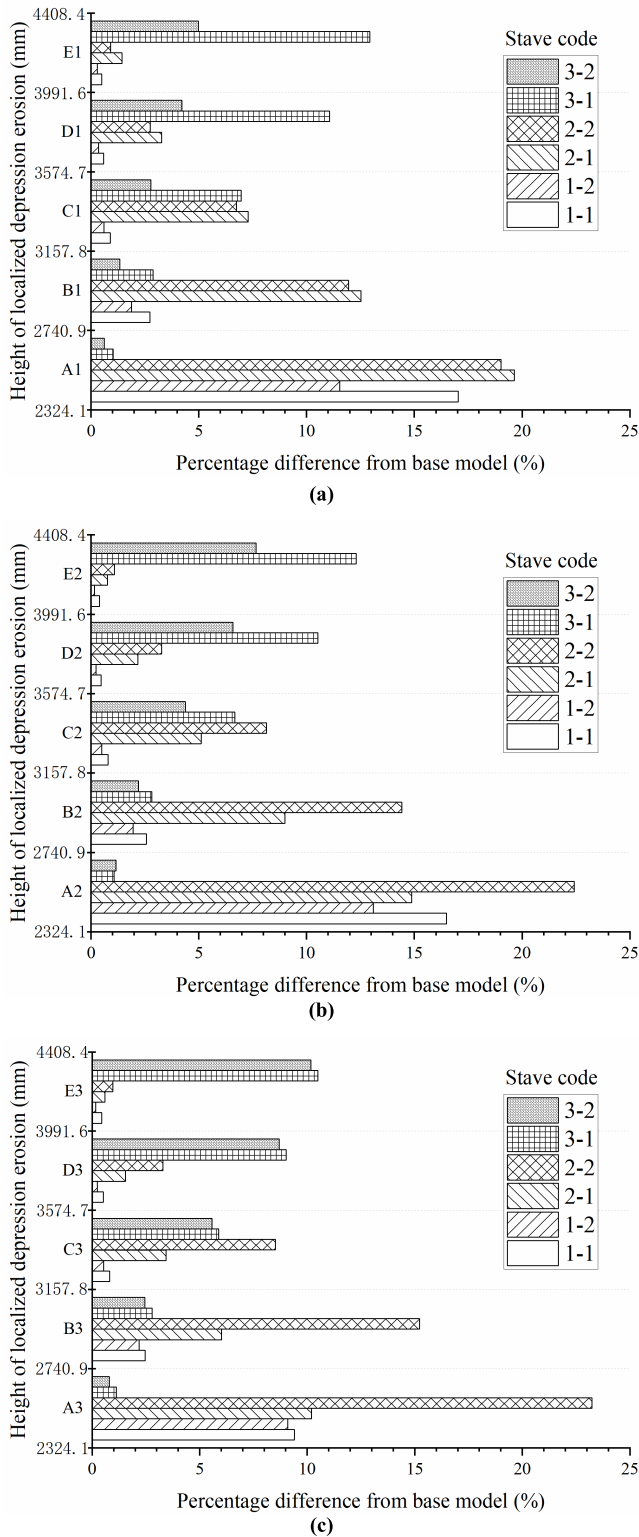 Height of localized depression erosion (mm)
4408.4
E1
3991.6
D1
3574.7
C1
3157.8
B1
2740.9
A1
2324.1
0 5 10 15 20 25
Percentage difference from base model (%)
Stave code
3-2
3-1
2-2
2-1
1-2
1-1
(a)
Height of localized depression erosion (mm)
4408.4
E2
3991.6
D2
3574.7
C2
3157.8
B2
2740.9
A2
2324.1
0 5 10 15 20 25
Percentage difference from base model (%)
Stave code
3-2
3-1
2-2
2-1
1-2
1-1
(b)
Height of localized depression erosion (mm)
4408.4
E3
3991.6
D3
3574.7
C3
3157.8
B3
2740.9
A3
2324.1
0 5 10 15 20 25
Percentage difference from base model (%)
Stave code
3-2
3-1
2-2
2-1
1-2
1-1
(c)